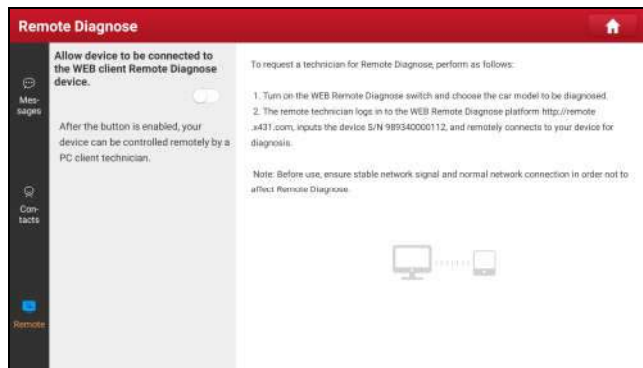 Remote Diagnose
Mes-
sages
Con-
tacts
Remote
Allow device to be connected to
the WEB client Remote Diagnose
device.
After the button is enabled, your
device can be controlled remotely by a
PC client technician.
To request a technician for Remote Diagnose, perform as follows:
1. Turn on the WEB Remote Diagnose switch and choose the car model to be diagnosed.
2. The remote technician logs in to the WEB Remote Diagnose platform http://remote
.x431.com, inputs the device S/N 989340000112, and remotely connects to your device for
diagnosis.
Note: Before use, ensure stable network signal and normal network connection in order not to
affect Remote Diagnose.